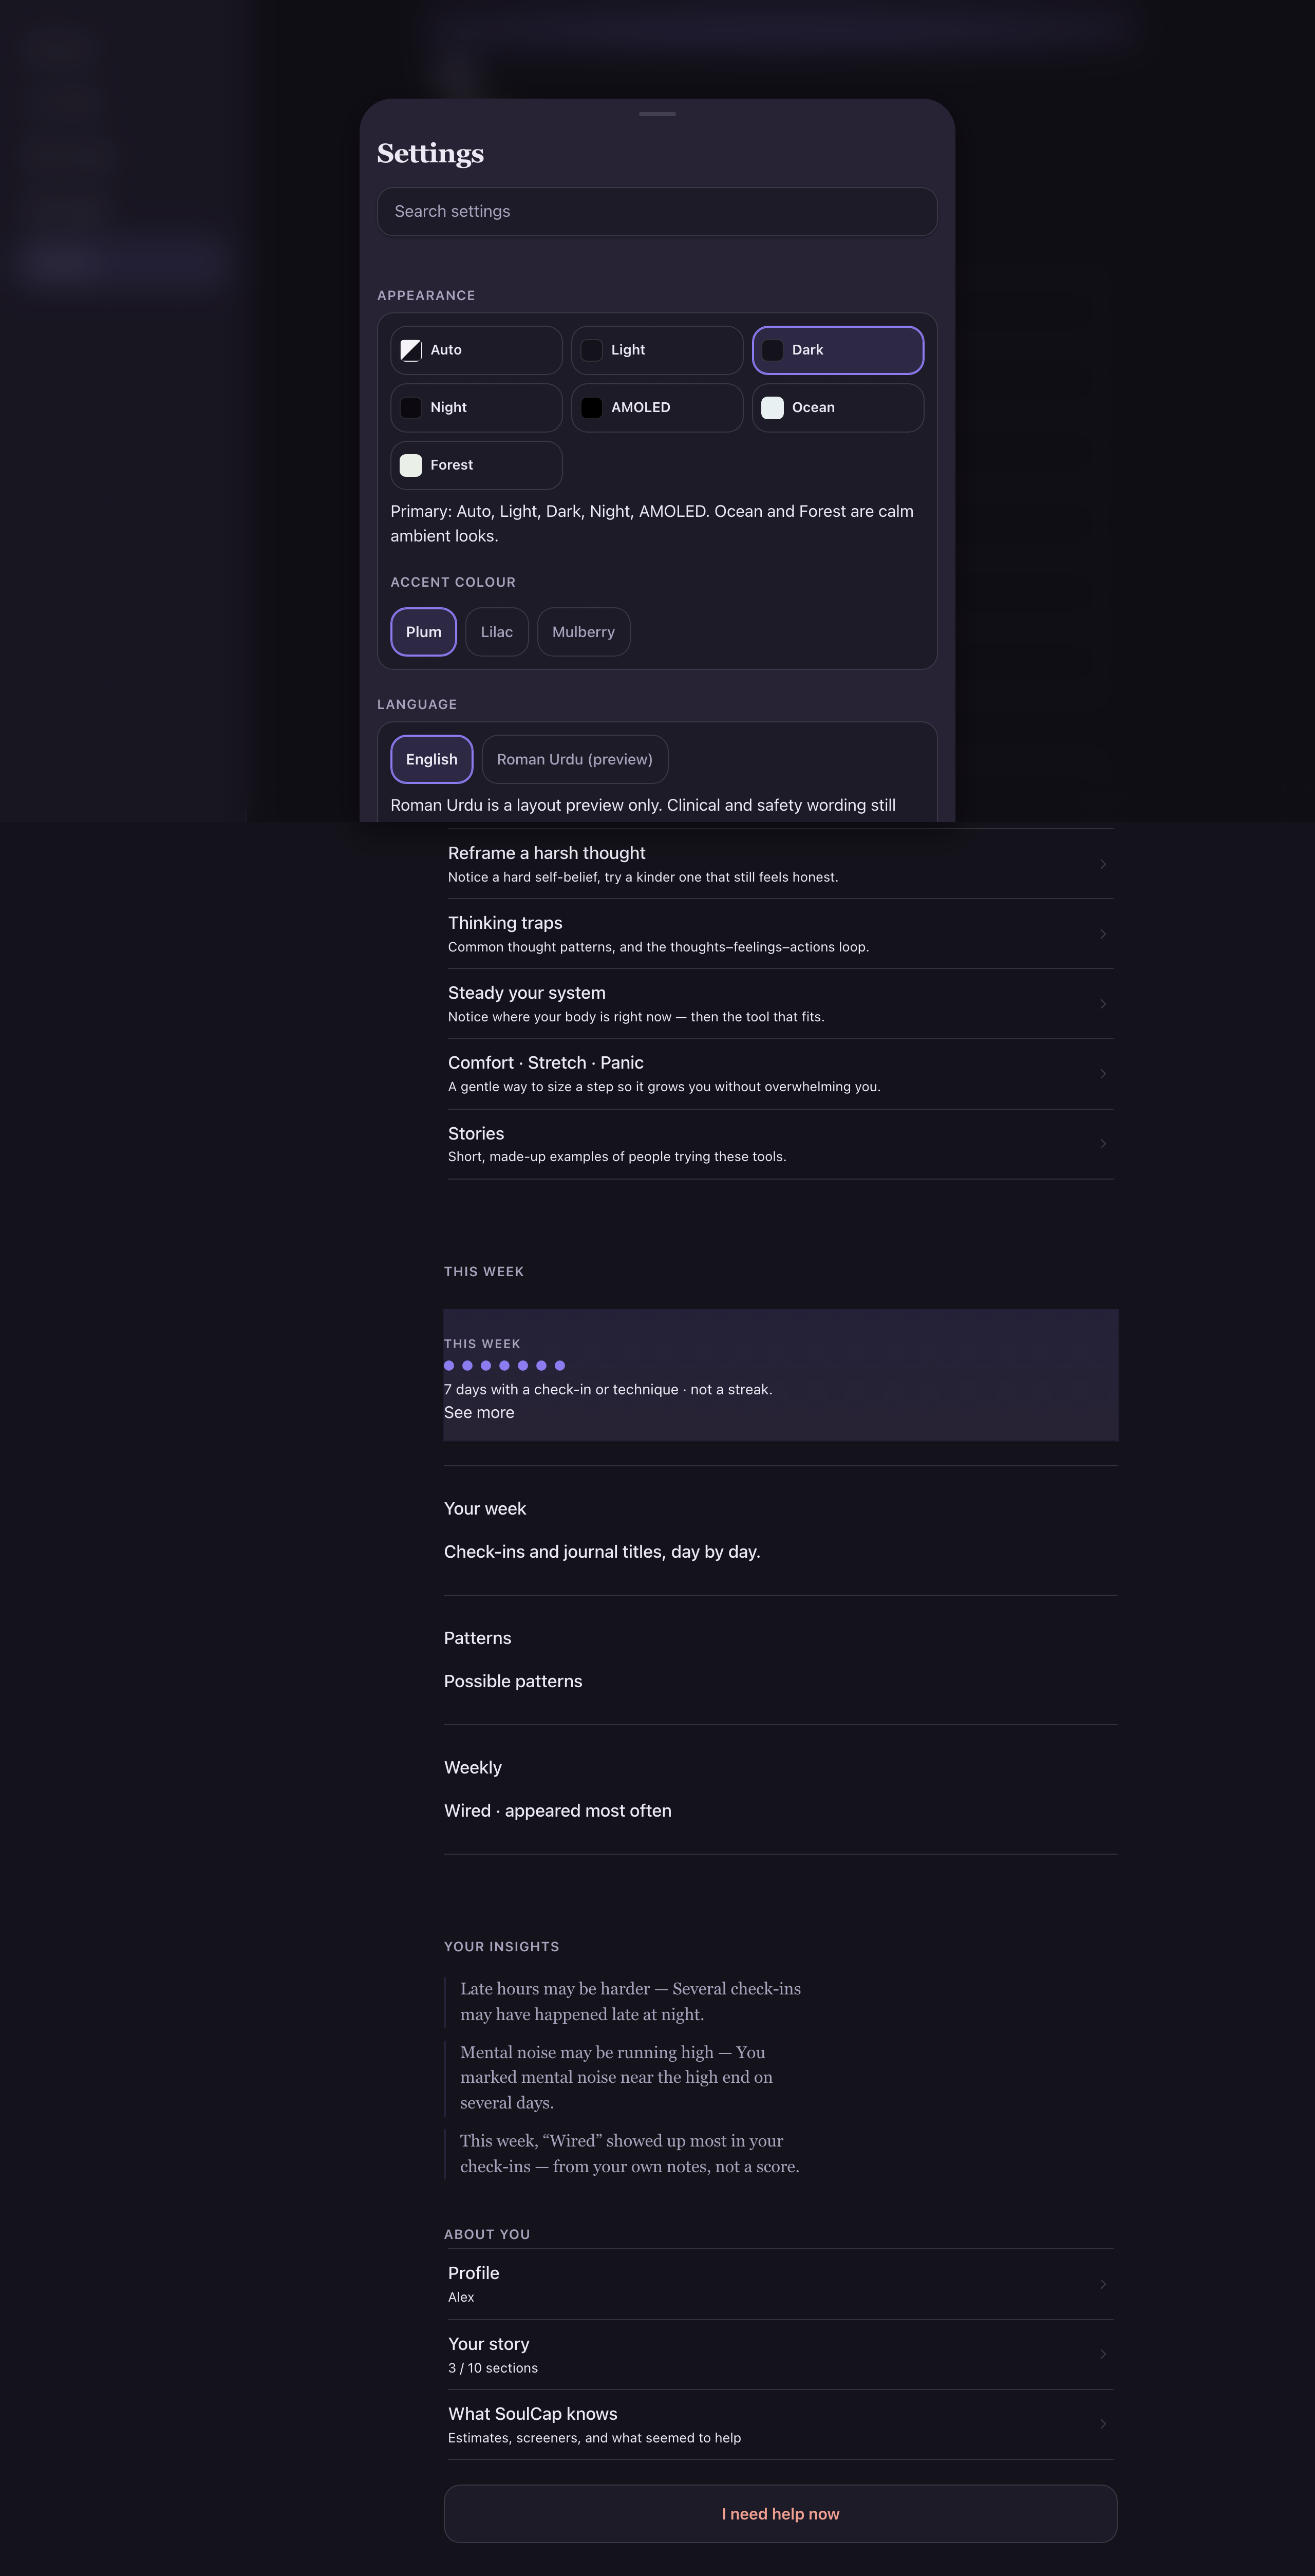 Settings
Search settings
APPEARANCE
Auto
Light
Dark
Night
AMOLED
Ocean
Forest
Primary: Auto, Light, Dark, Night, AMOLED. Ocean and Forest are calm
ambient looks.
ACCENT COLOUR
Plum
Lilac
Mulberry
LANGUAGE
English
Roman Urdu (preview)
Roman Urdu is a layout preview only. Clinical and safety wording still
Reframe a harsh thought
Notice a hard self-belief, try a kinder one that still feels honest.
Thinking traps
Common thought patterns, and the thoughts–feelings–actions loop.
Steady your system
Notice where your body is right now — then the tool that fits.
Comfort · Stretch · Panic
A gentle way to size a step so it grows you without overwhelming you.
Stories
Short, made-up examples of people trying these tools.
THIS WEEK
THIS WEEK
7 days with a check-in or technique · not a streak.
See more
Your week
Check-ins and journal titles, day by day.
Patterns
Possible patterns
Weekly
Wired · appeared most often
YOUR INSIGHTS
Late hours may be harder — Several check-ins
may have happened late at night.
Mental noise may be running high — You
marked mental noise near the high end on
several days.
This week, “Wired” showed up most in your
check-ins — from your own notes, not a score.
ABOUT YOU
Profile
Alex
Your story
3 / 10 sections
What SoulCap knows
Estimates, screeners, and what seemed to help
I need help now